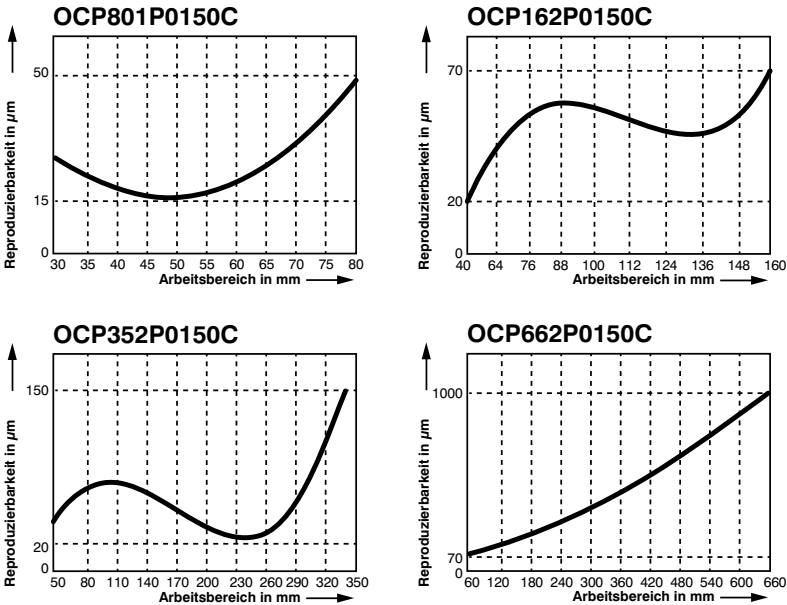 OCP801P0150C
Reproduzierbarkeit in µm
50
15
0
30 35 40 45 50 55 60 65 70 75 80
Arbeitsbereich in mm
OCP162P0150C
Reproduzierbarkeit in µm
70
20
0
40 64 76 88 100 112 124 136 148 160
Arbeitsbereich in mm
OCP352P0150C
Reproduzierbarkeit in µm
150
20
0
50 80 110 140 170 200 230 260 290 320 350
Arbeitsbereich in mm
OCP662P0150C
Reproduzierbarkeit in µm
1000
70
0
60 120 180 240 300 360 420 480 540 600 660
Arbeitsbereich in mm